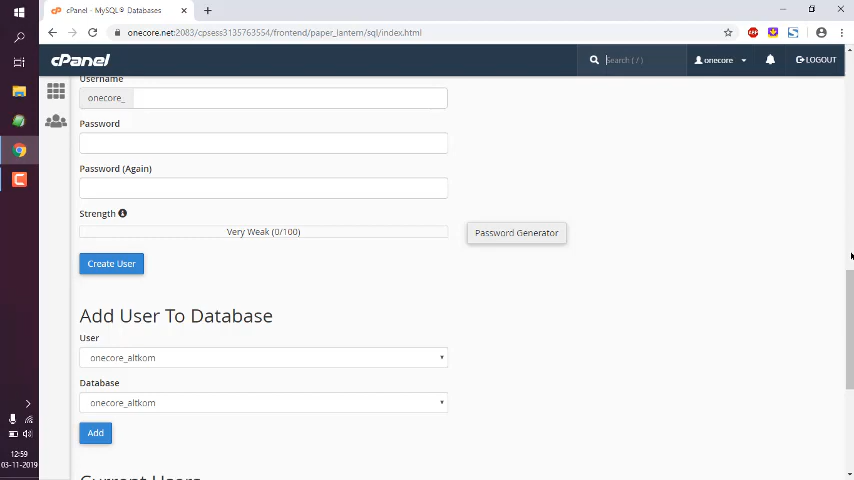 cPanel - MySQL® Databases
onecore.net:2083/cpsess3135763554/frontend/paper_lantern/sql/index.html
cPanel
Search ( / )
onecore
LOGOUT
Username
onecore_
Password
Password (Again)
Strength
Very Weak (0/100)
Password Generator
Create User
Add User To Database
User
onecore_altkom
Database
onecore_altkom
Add
Current Users
12:59
03-11-2019